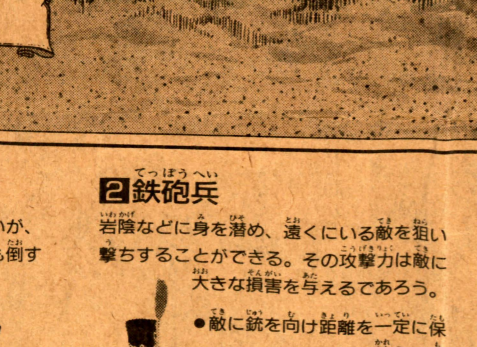 いが、
倒す
2 鉄砲兵
岩陰などに身を潜め、遠くにいる敵を狙い
撃ちすることができる。その攻撃力は敵に
大きな損害を与えるであろう。
●敵に銃を向け距離を一定に保